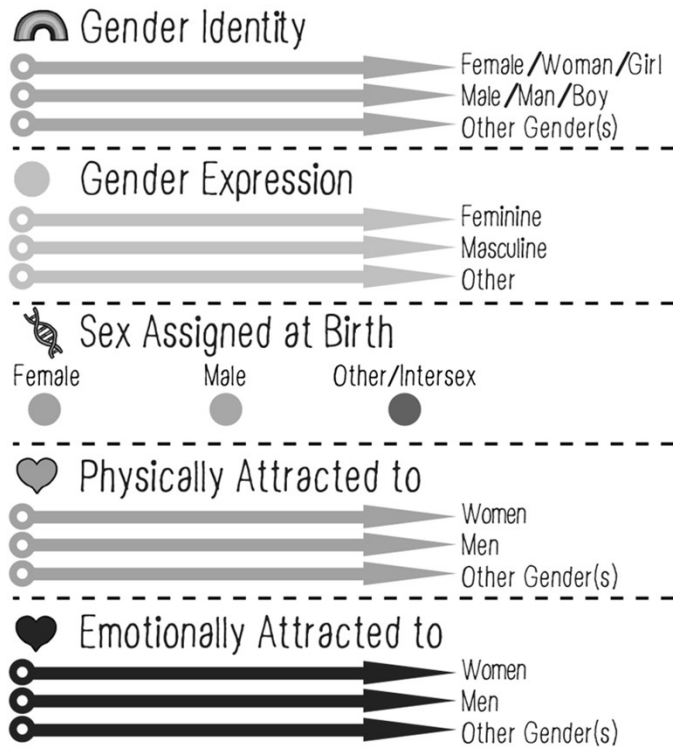 Gender Identity
Female/Woman/Girl
Male/Man/Boy
Other Gender(s)
Gender Expression
Feminine
Masculine
Other
Sex Assigned at Birth
Female Male Other/Intersex
Physically Attracted to
Women
Men
Other Gender(s)
Emotionally Attracted to
Women
Men
Other Gender(s)